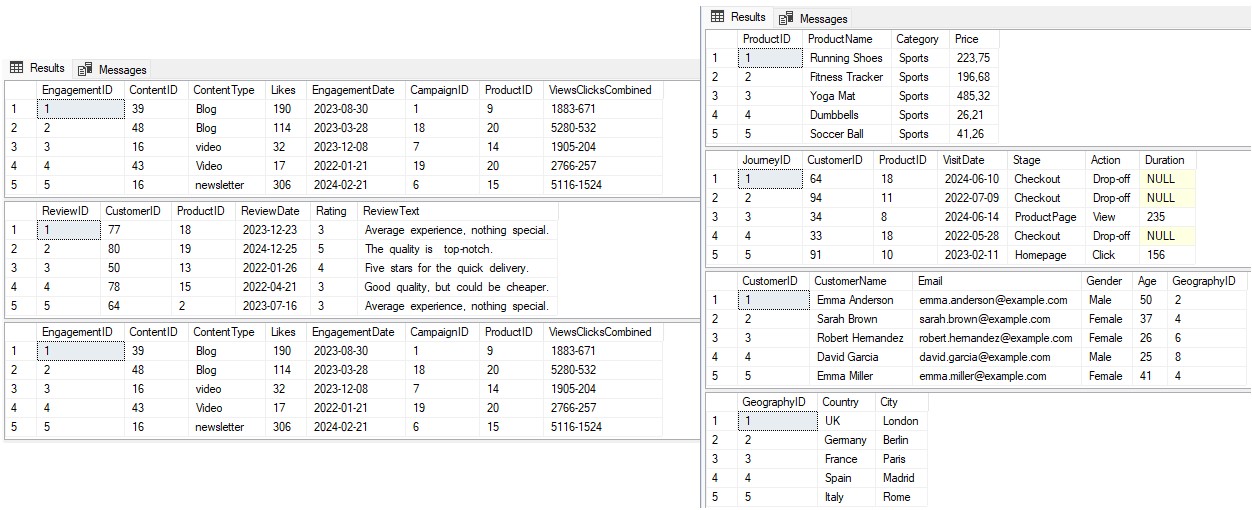 Results Messages
EngagementID ContentID ContentType Likes EngagementDate CampaignID ProductID ViewsClicksCombined
1 1 39 Blog 190 2023-08-30 1 9 1883-671
2 2 48 Blog 114 2023-03-28 18 20 5280-532
3 3 16 video 32 2023-12-08 7 14 1905-204
4 4 43 Video 17 2022-01-21 19 20 2766-257
5 5 16 newsletter 306 2024-02-21 6 15 5116-1524
ReviewID CustomerID ProductID ReviewDate Rating ReviewText
1 1 77 18 2023-12-23 3 Average experience, nothing special.
2 2 80 19 2024-12-25 5 The quality is top-notch.
3 3 50 13 2022-01-26 4 Five stars for the quick delivery.
4 4 78 15 2022-04-21 3 Good quality, but could be cheaper.
5 5 64 2 2023-07-16 3 Average experience, nothing special.
EngagementID ContentID ContentType Likes EngagementDate CampaignID ProductID ViewsClicksCombined
1 1 39 Blog 190 2023-08-30 1 9 1883-671
2 2 48 Blog 114 2023-03-28 18 20 5280-532
3 3 16 video 32 2023-12-08 7 14 1905-204
4 4 43 Video 17 2022-01-21 19 20 2766-257
5 5 16 newsletter 306 2024-02-21 6 15 5116-1524
Results Messages
ProductID ProductName Category Price
1 1 Running Shoes Sports 223,75
2 2 Fitness Tracker Sports 196,68
3 3 Yoga Mat Sports 485,32
4 4 Dumbbells Sports 26,21
5 5 Soccer Ball Sports 41,26
JourneyID CustomerID ProductID VisitDate Stage Action Duration
1 1 64 18 2024-06-10 Checkout Drop-off NULL
2 2 94 11 2022-07-09 Checkout Drop-off NULL
3 3 34 8 2024-06-14 ProductPage View 235
4 4 33 18 2022-05-28 Checkout Drop-off NULL
5 5 91 10 2023-02-11 Homepage Click 156
CustomerID CustomerName Email Gender Age GeographyID
1 1 Emma Anderson emma.anderson@example.com Male 50 2
2 2 Sarah Brown sarah.brown@example.com Female 37 4
3 3 Robert Hernandez robert.hernandez@example.com Female 26 6
4 4 David Garcia david.garcia@example.com Male 25 8
5 5 Emma Miller emma.miller@example.com Female 41 4
GeographyID Country City
1 1 UK London
2 2 Germany Berlin
3 3 France Paris
4 4 Spain Madrid
5 5 Italy Rome